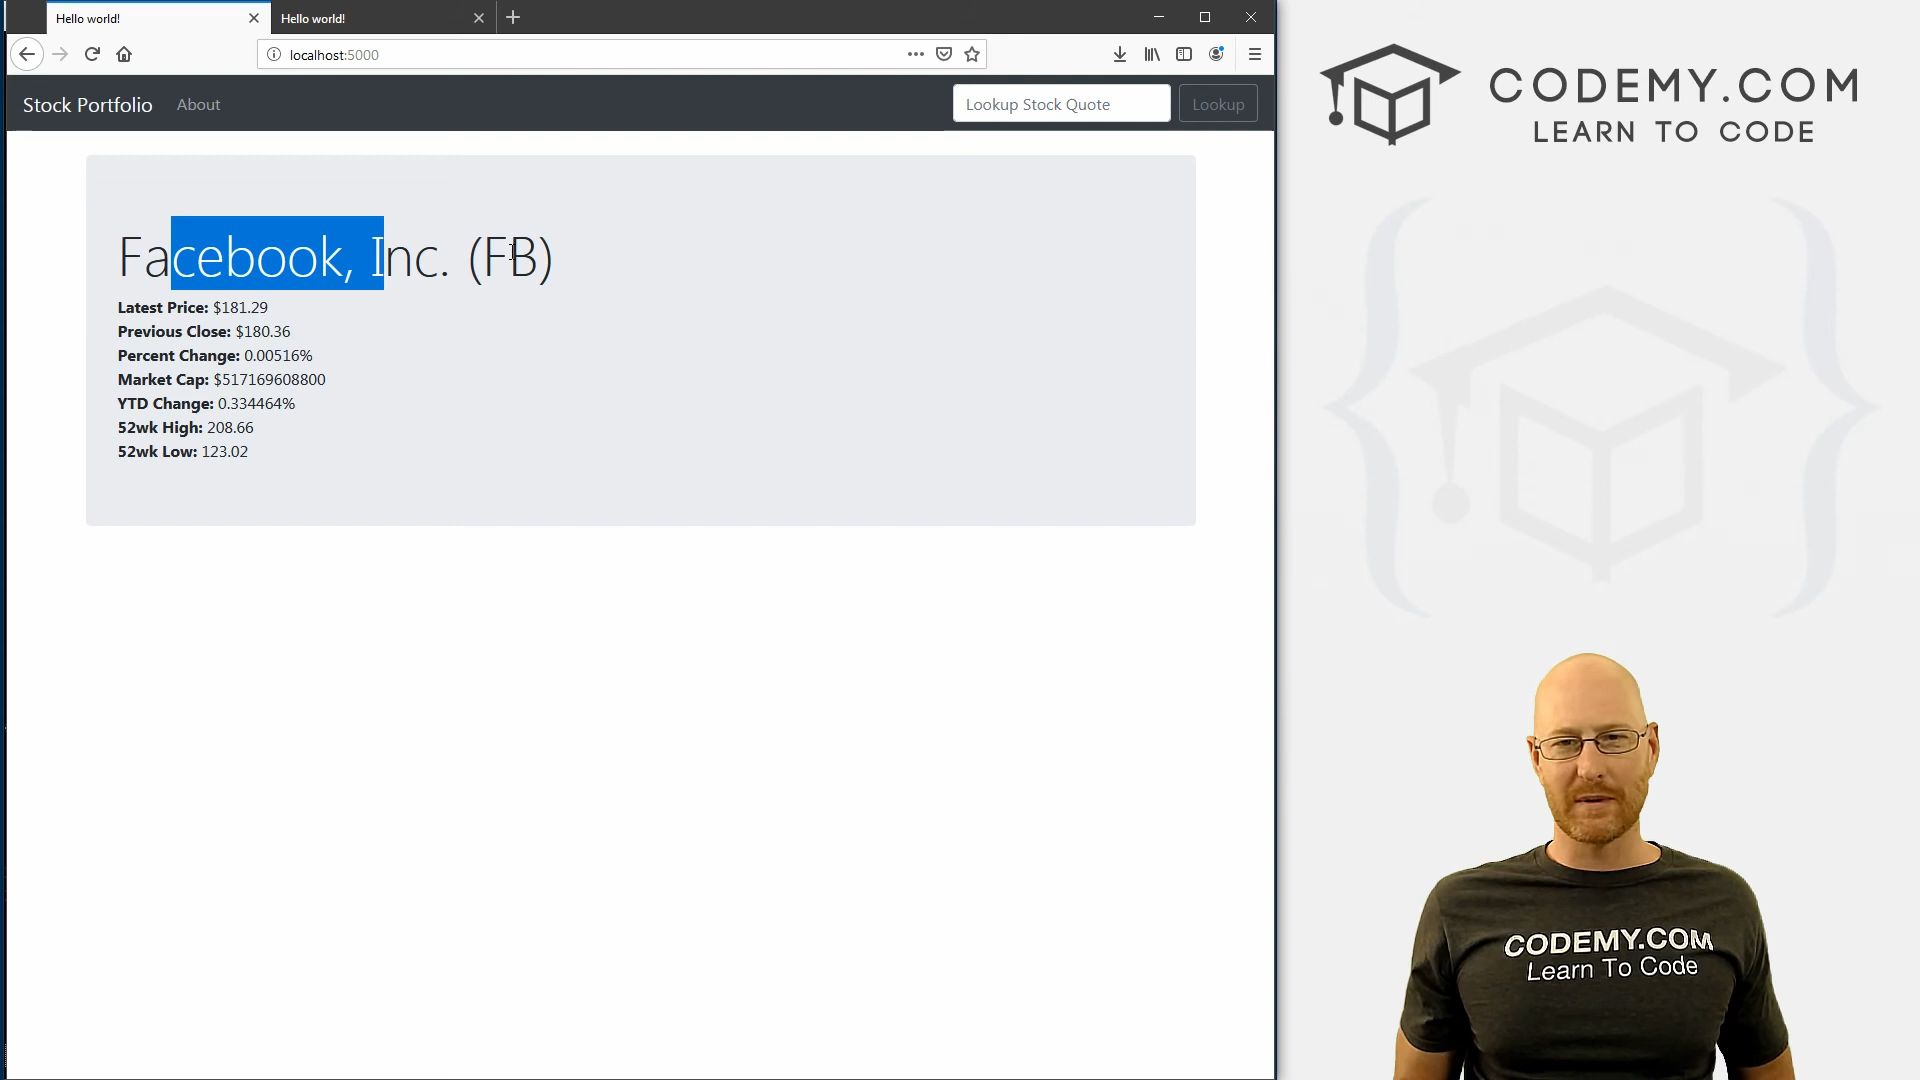 Hello world!
Hello world!
localhost:5000
Stock Portfolio
About
Lookup Stock Quote
Lookup
Facebook, Inc. (FB)
Latest Price: $181.29
Previous Close: $180.36
Percent Change: 0.00516%
Market Cap: $517169608800
YTD Change: 0.334464%
52wk High: 208.66
52wk Low: 123.02
CODEMY.COM
LEARN TO CODE
CODEMY.COM
Learn To Code